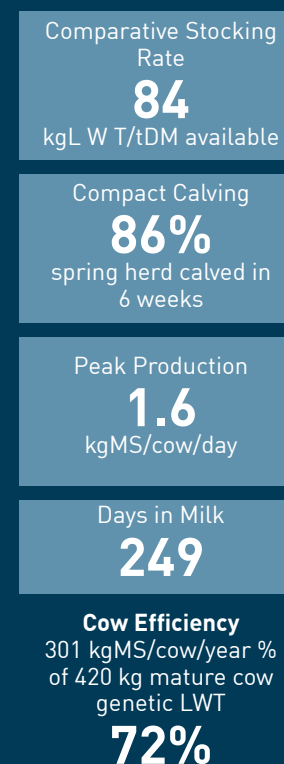 Comparative Stocking
Rate
84
kgL W T/tDM available
Compact Calving
86%
spring herd calved in
6 weeks
Peak Production
1.6
kgMS/cow/day
Days in Milk
249
Cow Efficiency
301 kgMS/cow/year %
of 420 kg mature cow
genetic LWT
72%